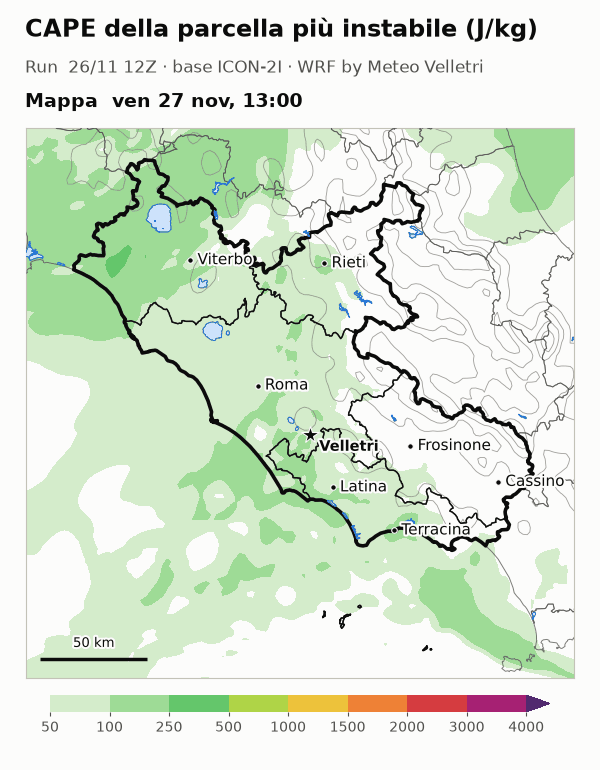 CAPE della parcella più instabile (J/kg)
Run  26/11 12Z · base ICON-2I · WRF by Meteo Velletri
Mappa  ven 27 nov, 13:00
Viterbo
Rieti
Roma
Velletri
Frosinone
Cassino
Latina
Terracina
50 km
50 100 250 500 1000 1500 2000 3000 4000